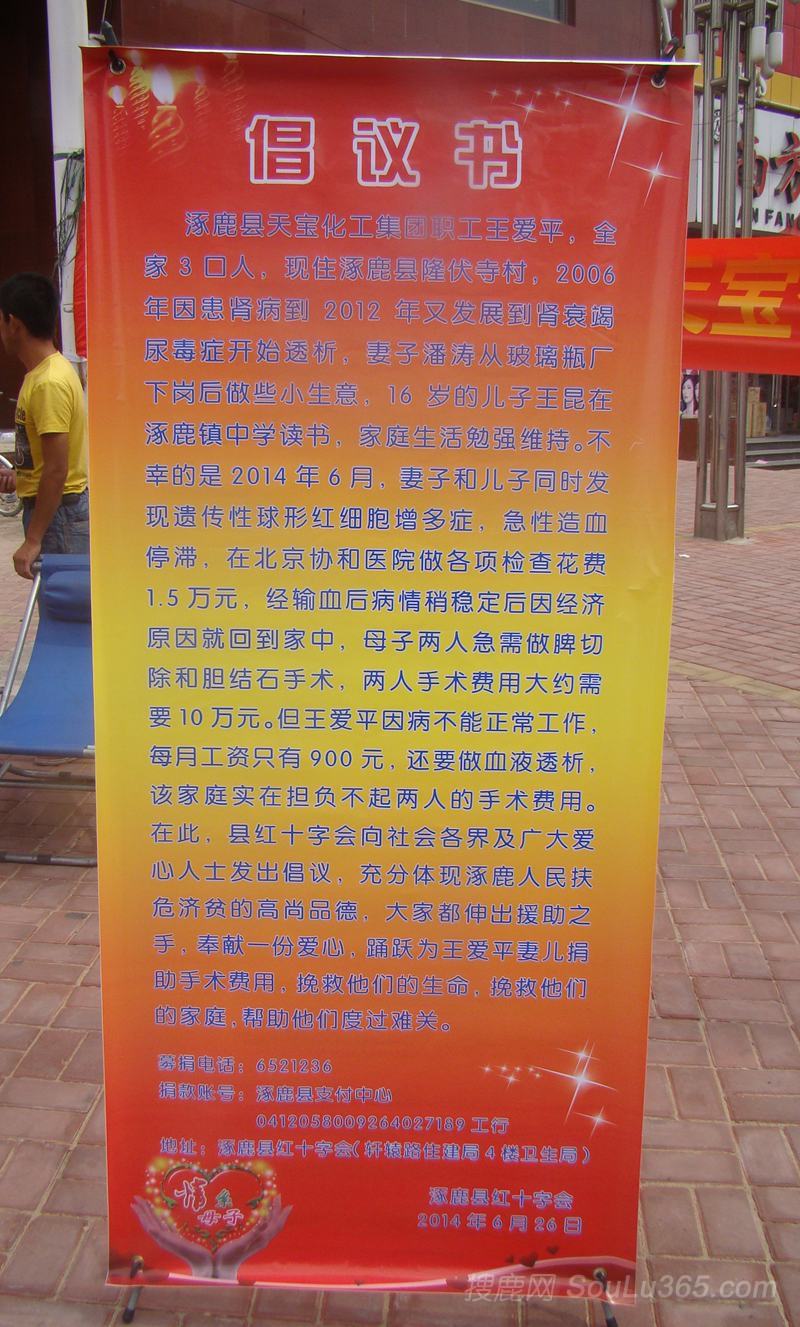 倡议书
涿鹿县天宝化工集团职工王爱平，全
家3口人，现住涿鹿县隆伏寺村，2006
年因患肾病到 2012 年又发展到肾衰竭
尿毒症开始透析，妻子潘涛从玻璃瓶厂
下岗后做些小生意，16 岁的儿子王昆在
涿鹿镇中学读书，家庭生活勉强维持。不
幸的是2014年6月，妻子和儿子同时发
现遗传性球形红细胞增多症，急性造血
停滞，在北京协和医院做各项检查花费
1.5万元，经输血后病情稍稳定后因经济
原因就回到家中，母子两人急需做脾切
除和胆结石手术，两人手术费用大约需
要10万元。但王爱平因病不能正常工作，
每月工资只有900元，还要做血液透析，
该家庭实在担负不起两人的手术费用。
在此，县红十字会向社会各界及广大爱
心人士发出倡议，充分体现涿鹿人民扶
危济贫的高尚品德，大家都伸出援助之
手，奉献一份爱心，踊跃为王爱平妻儿捐
助手术费用，挽救他们的生命，挽救他们
的家庭，帮助他们度过难关。
募捐电话：6521236
捐款账号：涿鹿县支付中心
0412058009264027189工行
地址：涿鹿县红十字会（轩辕路住建局4楼卫生局）
情系
母子
涿鹿县红十字会
2014年6月26日
天宝
南方
AN FANG
搜鹿网 SouLu365.com